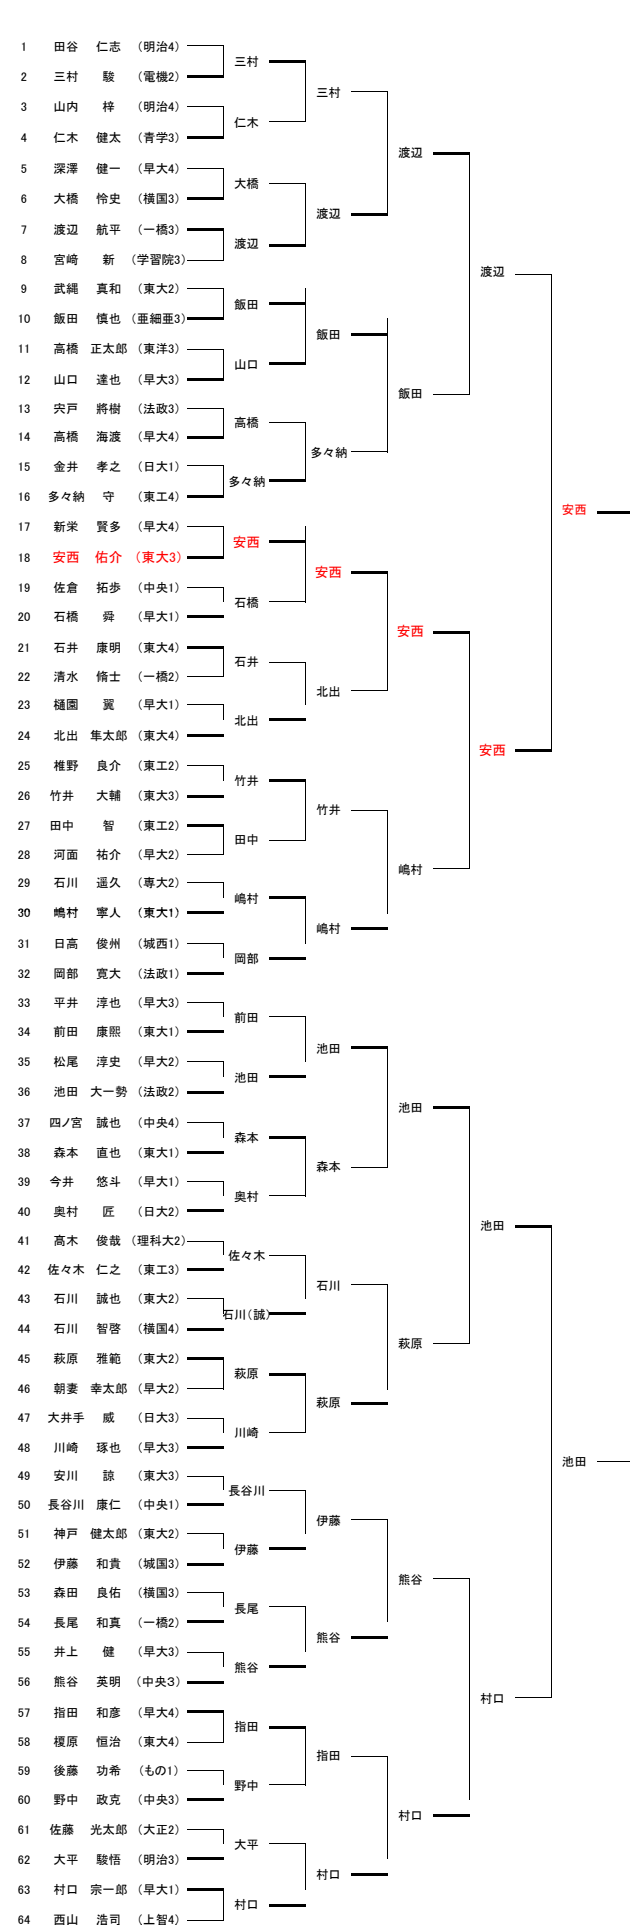 1 田谷 仁志 (明治4)
三村
2 三村 駿 (電機2)
三村
3 山内 梓 (明治4)
仁木
4 仁木 健太 (青学3)
渡辺
5 深澤 健一 (早大4)
大橋
6 大橋 怜史 (横国3)
渡辺
7 渡辺 航平 (一橋3)
渡辺
8 宮﨑 新 (学習院3)
渡辺
9 武縄 真和 (東大2)
飯田
10 飯田 慎也 (亜細亜3)
飯田
11 高橋 正太郎 (東洋3)
山口
12 山口 達也 (早大3)
飯田
13 宍戸 將樹 (法政3)
高橋
14 高橋 海渡 (早大4)
多々納
15 金井 孝之 (日大1)
多々納
16 多々納 守 (東工4)
安西
17 新栄 賢多 (早大4)
安西
18 安西 佑介 (東大3)
安西
19 佐倉 拓歩 (中央1)
石橋
20 石橋 舜 (早大1)
安西
21 石井 康明 (東大4)
石井
22 清水 脩士 (一橋2)
北出
23 樋園 翼 (早大1)
北出
24 北出 隼太郎 (東大4)
安西
25 椎野 良介 (東工2)
竹井
26 竹井 大輔 (東大3)
竹井
27 田中 智 (東工2)
田中
28 河面 祐介 (早大2)
嶋村
29 石川 遥久 (専大2)
嶋村
30 嶋村 寧人 (東大1)
嶋村
31 日高 俊州 (城西1)
岡部
32 岡部 寛大 (法政1)
33 平井 淳也 (早大3)
前田
34 前田 康熙 (東大1)
池田
35 松尾 淳史 (早大2)
池田
36 池田 大一勢 (法政2)
池田
37 四ノ宮 誠也 (中央4)
森本
38 森本 直也 (東大1)
森本
39 今井 悠斗 (早大1)
奥村
40 奥村 匠 (日大2)
池田
41 髙木 俊哉 (理科大2)
佐々木
42 佐々木 仁之 (東工3)
石川
43 石川 誠也 (東大2)
石川(誠)
44 石川 智啓 (横国4)
萩原
45 萩原 雅範 (東大2)
萩原
46 朝妻 幸太郎 (早大2)
萩原
47 大井手 威 (日大3)
川崎
48 川崎 琢也 (早大3)
池田
49 安川 諒 (東大3)
長谷川
50 長谷川 康仁 (中央1)
伊藤
51 神戸 健太郎 (東大2)
伊藤
52 伊藤 和貴 (城国3)
熊谷
53 森田 良佑 (横国3)
長尾
54 長尾 和真 (一橋2)
熊谷
55 井上 健 (早大3)
熊谷
56 熊谷 英明 (中央3)
村口
57 指田 和彦 (早大4)
指田
58 榎原 恒治 (東大4)
指田
59 後藤 功希 (もの1)
野中
60 野中 政克 (中央3)
村口
61 佐藤 光太郎 (大正2)
大平
62 大平 駿悟 (明治3)
村口
63 村口 宗一郎 (早大1)
村口
64 西山 浩司 (上智4)